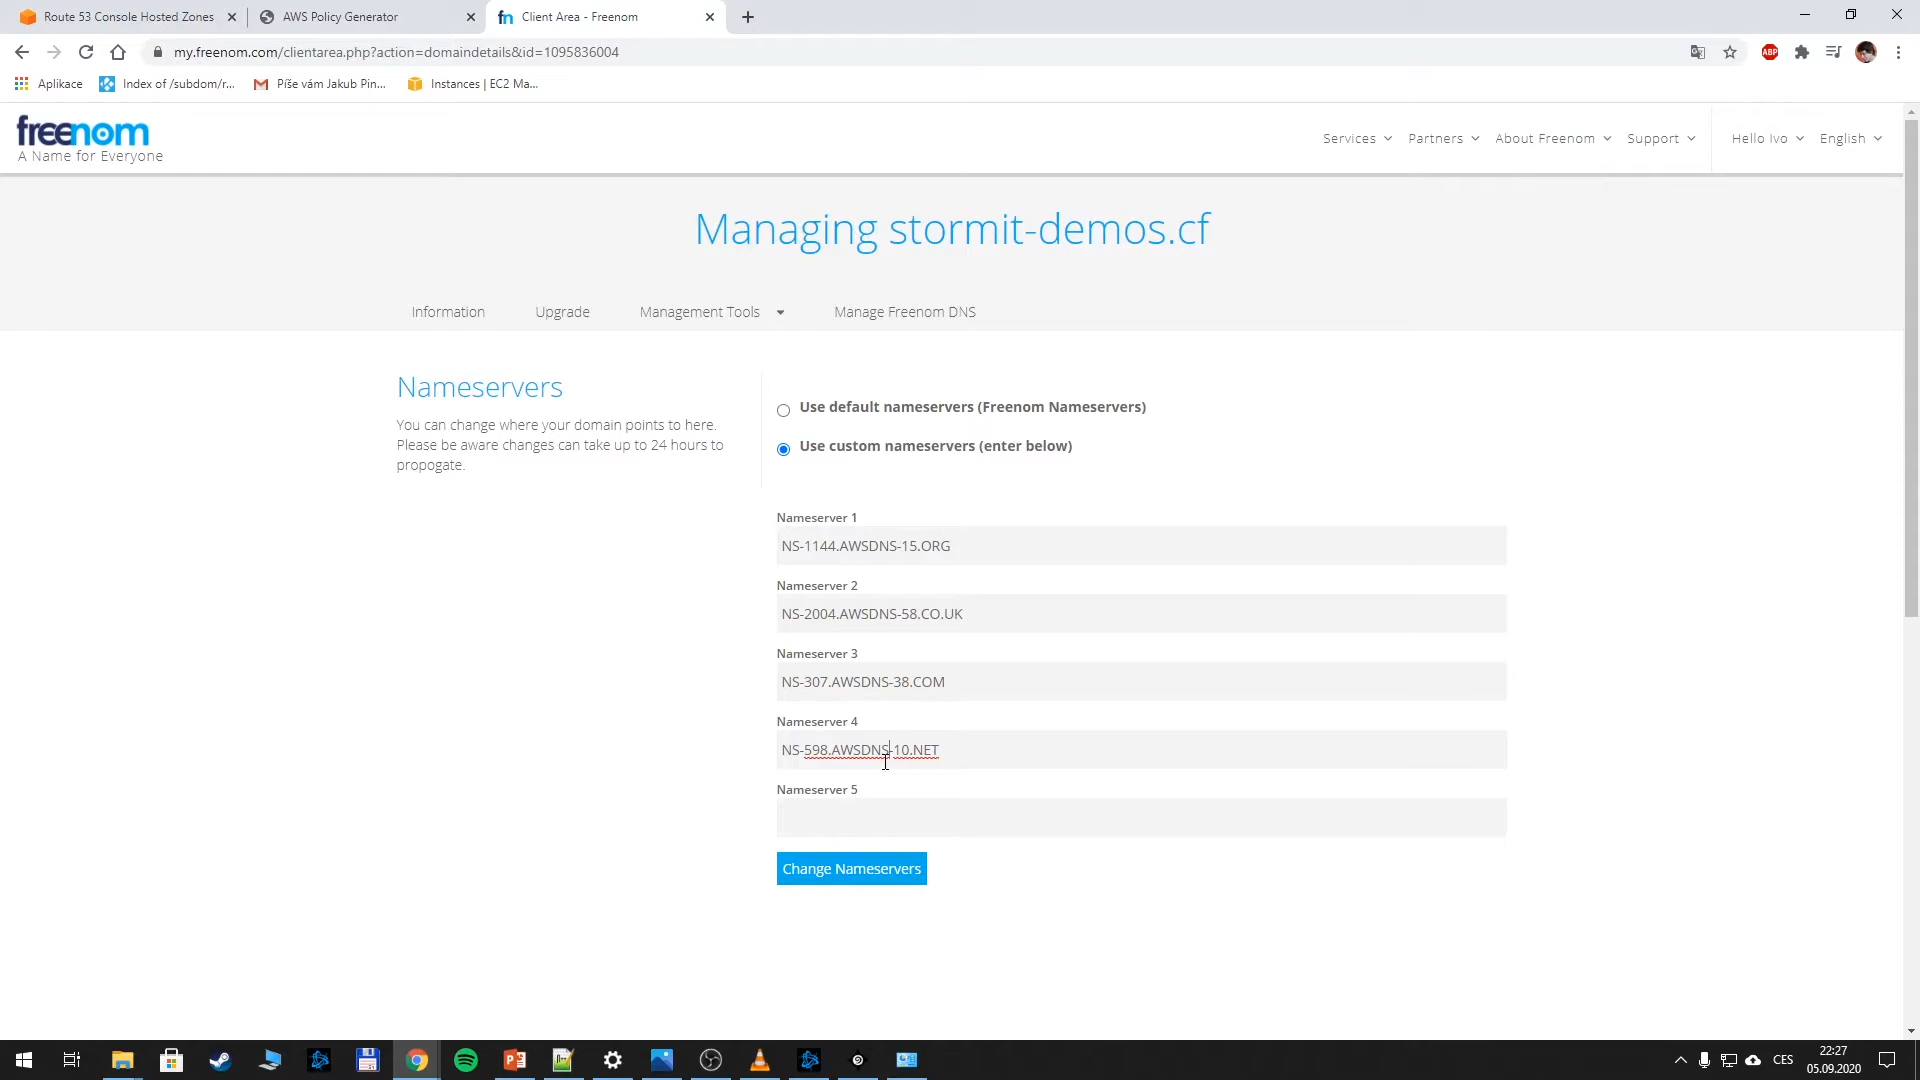 Route 53 Console Hosted Zones
AWS Policy Generator
Client Area - Freenom
my.freenom.com/clientarea.php?action=domaindetails&id=1095836004
ABP
Aplikace
Index of /subdom/r...
Píše vám Jakub Pin...
Instances | EC2 Ma...
freenom
A Name for Everyone
Services
Partners
About Freenom
Support
Hello Ivo
English
Managing stormit-demos.cf
Information
Upgrade
Management Tools
Manage Freenom DNS
Nameservers
You can change where your domain points to here.
Please be aware changes can take up to 24 hours to
propogate.
Use default nameservers (Freenom Nameservers)
Use custom nameservers (enter below)
Nameserver 1
NS-1144.AWSDNS-15.ORG
Nameserver 2
NS-2004.AWSDNS-58.CO.UK
Nameserver 3
NS-307.AWSDNS-38.COM
Nameserver 4
NS-598.AWSDNS-10.NET
Nameserver 5
Change Nameservers
CES
22:27
05.09.2020